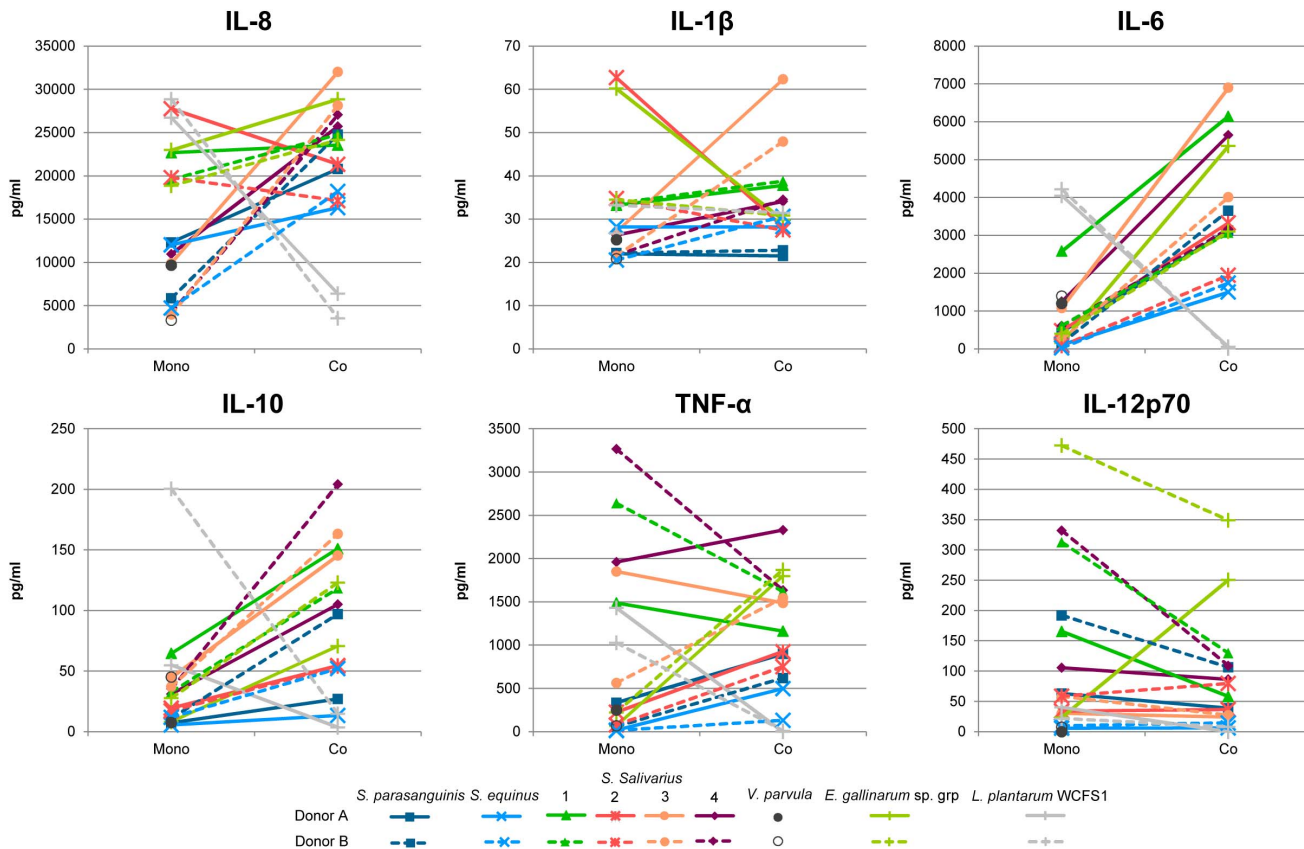 IL-8 IL-1β IL-6
35000 70 8000
30000 60 7000
25000 50 6000
20000 40 5000
15000 30 4000
10000 20 3000
5000 10 2000
0 0 1000
0
pg/ml pg/ml pg/ml
Mono Co Mono Co Mono Co
IL-10 TNF-α IL-12p70
250 3500 500
200 3000 450
150 2500 400
100 2000 350
50 1500 300
0 1000 250
500 200
0 150
100
50
0
pg/ml pg/ml pg/ml
Mono Co Mono Co Mono Co
S. Salivarius
S. parasanguinis S. equinus 1 2 3 4 V. parvula E. gallinarum sp. grp L. plantarum WCFS1
Donor A
Donor B